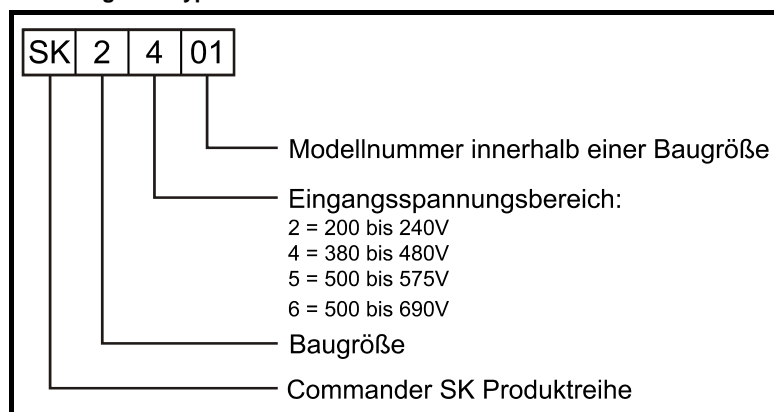 SK 2 4 01
Modellnummer innerhalb einer Baugröße
Eingangsspannungsbereich:
2 = 200 bis 240V
4 = 380 bis 480V
5 = 500 bis 575V
6 = 500 bis 690V
Baugröße
Commander SK Produktreihe